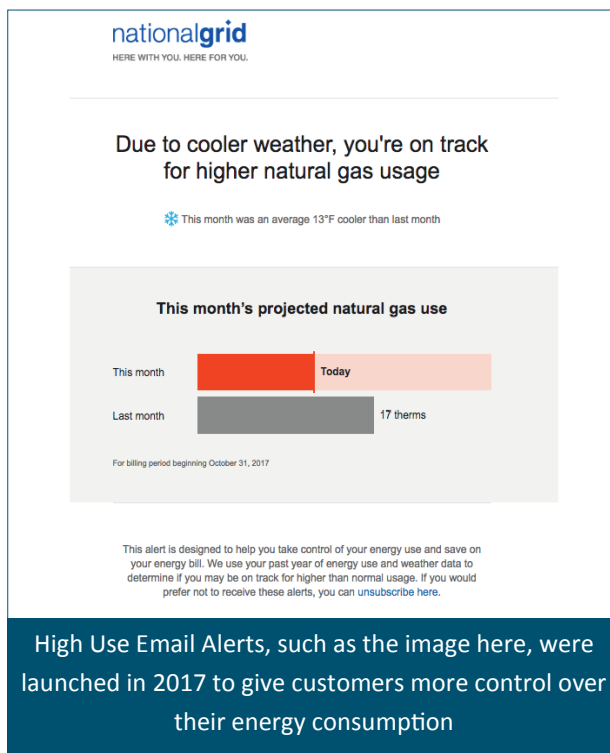 nationalgrid
HERE WITH YOU. HERE FOR YOU.
Due to cooler weather, you're on track
for higher natural gas usage
This month was an average 13°F cooler than last month
This month's projected natural gas use
This month
Today
Last month
17 therms
For billing period beginning October 31, 2017
This alert is designed to help you take control of your energy use and save on
your energy bill. We use your past year of energy use and weather data to
determine if you may be on track for higher than normal usage. If you would
prefer not to receive these alerts, you can unsubscribe here.
High Use Email Alerts, such as the image here, were
launched in 2017 to give customers more control over
their energy consumption